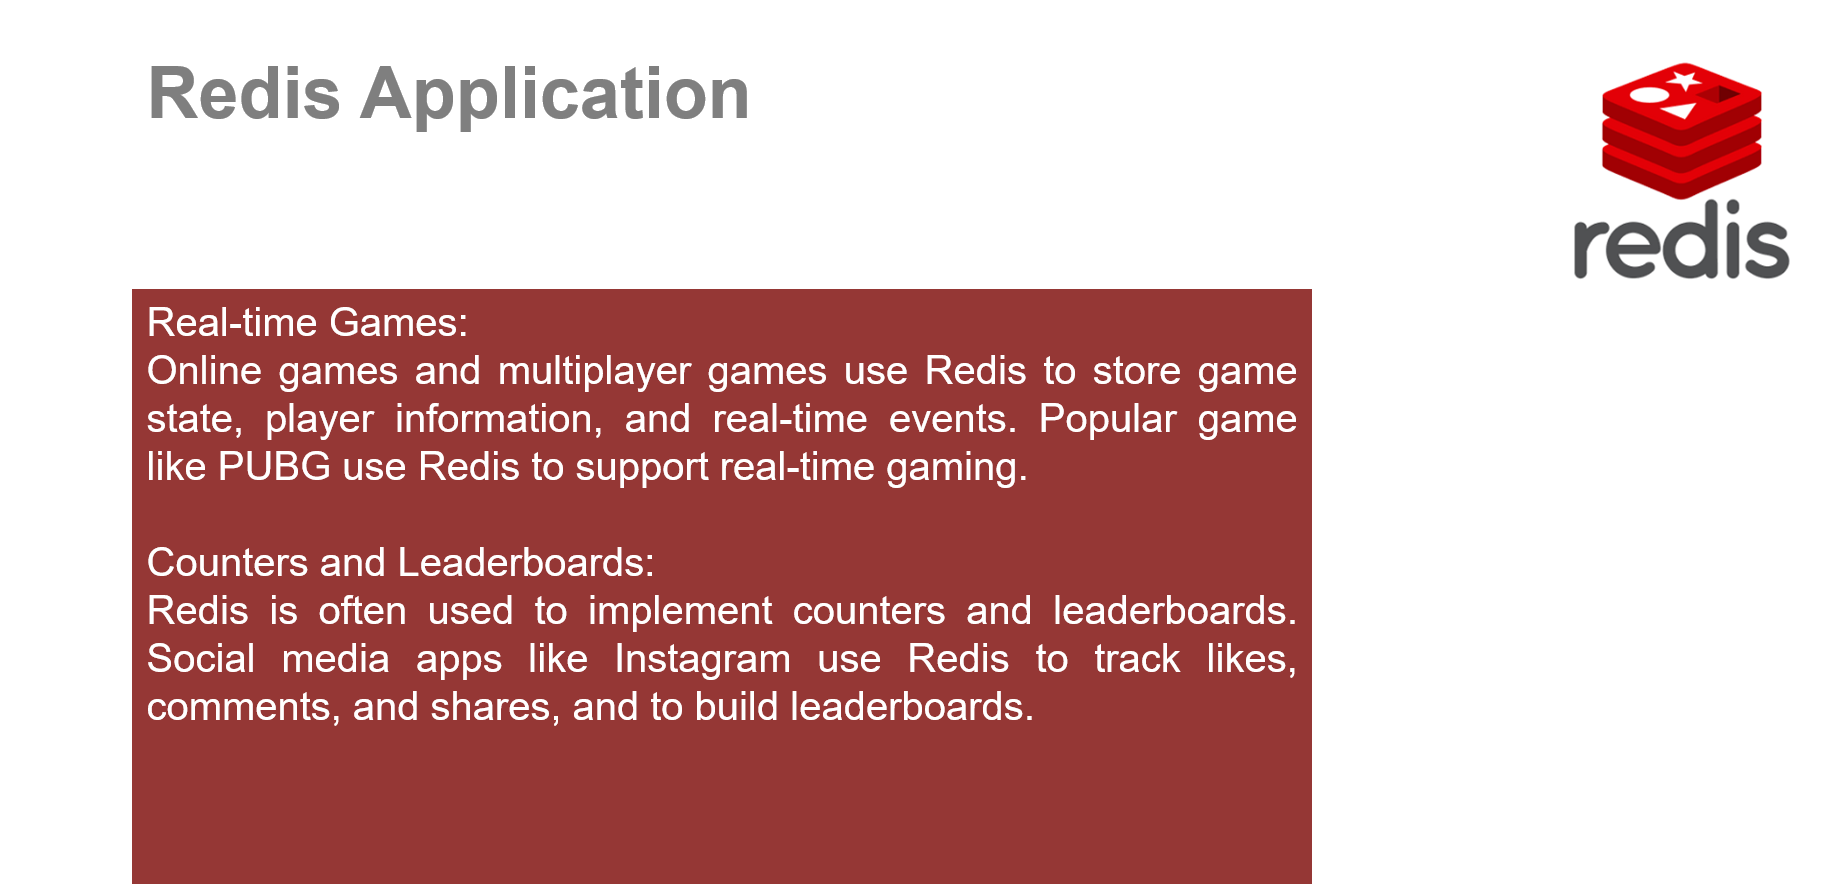 Redis Application
redis
Real-time Games:
Online games and multiplayer games use Redis to store game
state, player information, and real-time events. Popular game
like PUBG use Redis to support real-time gaming.
Counters and Leaderboards:
Redis is often used to implement counters and leaderboards.
Social media apps like Instagram use Redis to track likes,
comments, and shares, and to build leaderboards.